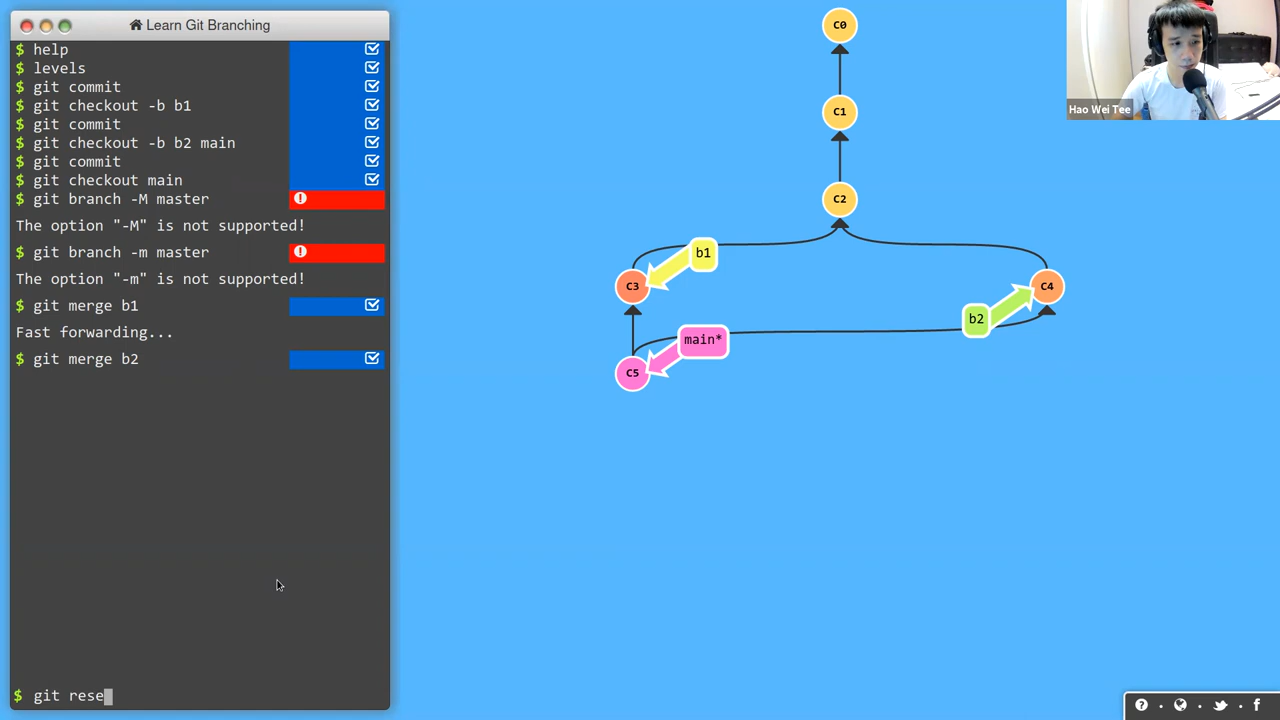 Learn Git Branching
$ help
$ levels
$ git commit
$ git checkout -b b1
$ git commit
$ git checkout -b b2 main
$ git commit
$ git checkout main
$ git branch -M master
The option "-M" is not supported!
$ git branch -m master
The option "-m" is not supported!
$ git merge b1
Fast forwarding...
$ git merge b2
$ git rese
C0
C1
C2
b1
C3
C4
b2
main*
C5
Hao Wei Tee